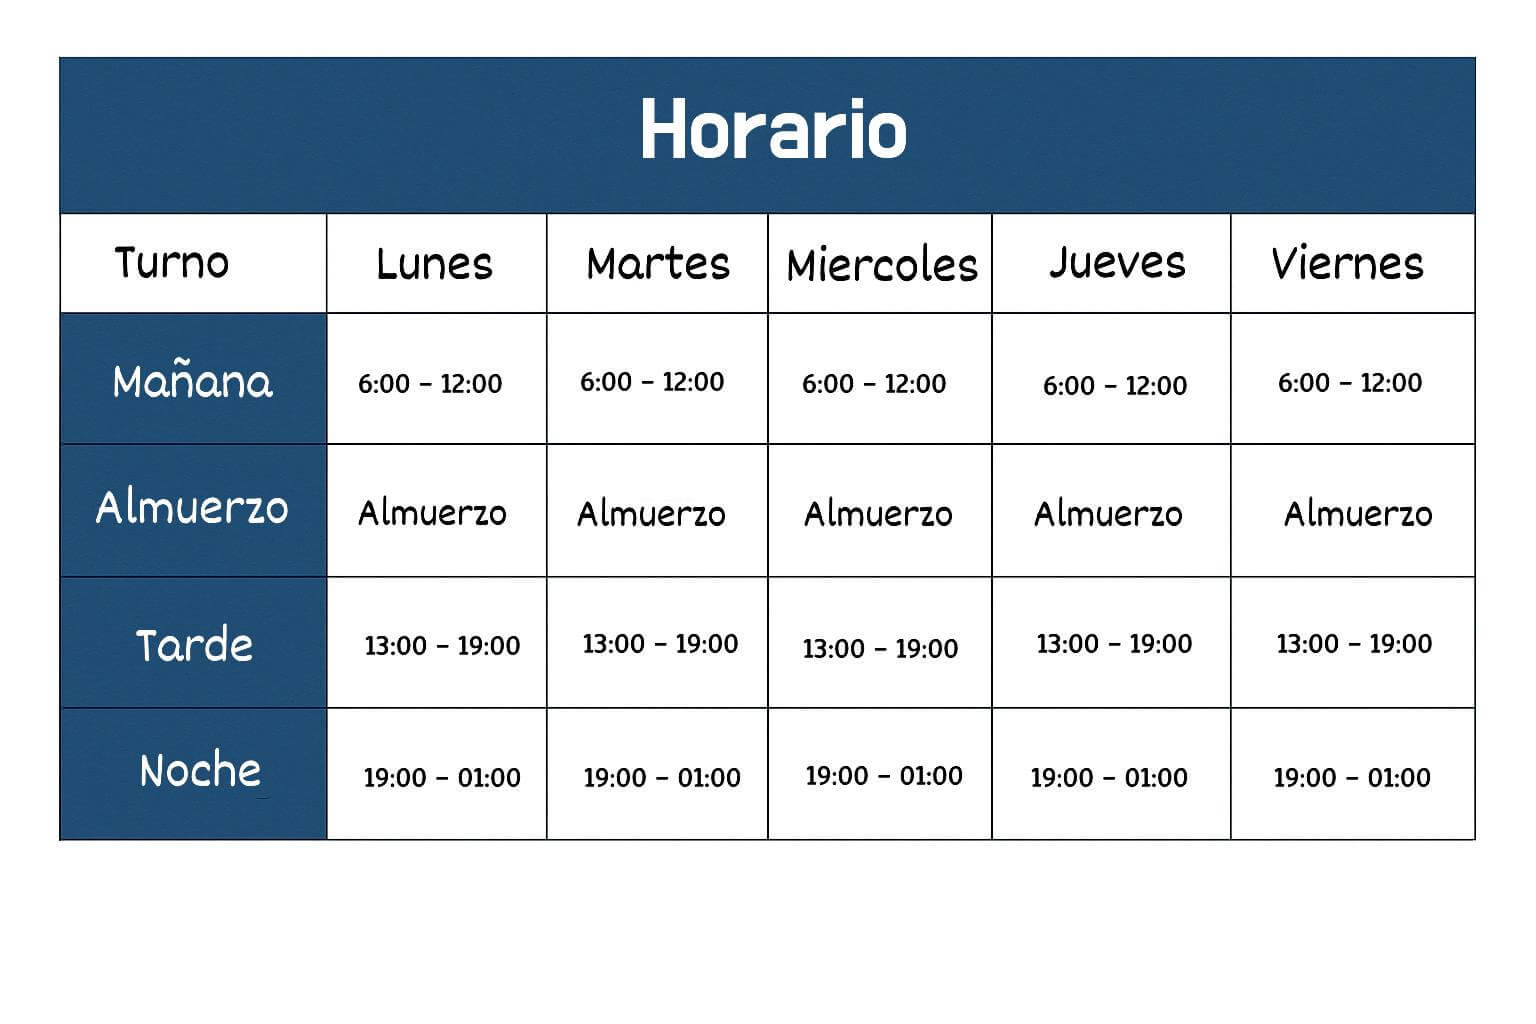 Horario
Turno Lunes Martes Miercoles Jueves Viernes
Mañana 6:00 - 12:00 6:00 - 12:00 6:00 - 12:00 6:00 - 12:00 6:00 - 12:00
Almuerzo Almuerzo Almuerzo Almuerzo Almuerzo Almuerzo
Tarde 13:00 - 19:00 13:00 - 19:00 13:00 - 19:00 13:00 - 19:00 13:00 - 19:00
Noche 19:00 - 01:00 19:00 - 01:00 19:00 - 01:00 19:00 - 01:00 19:00 - 01:00